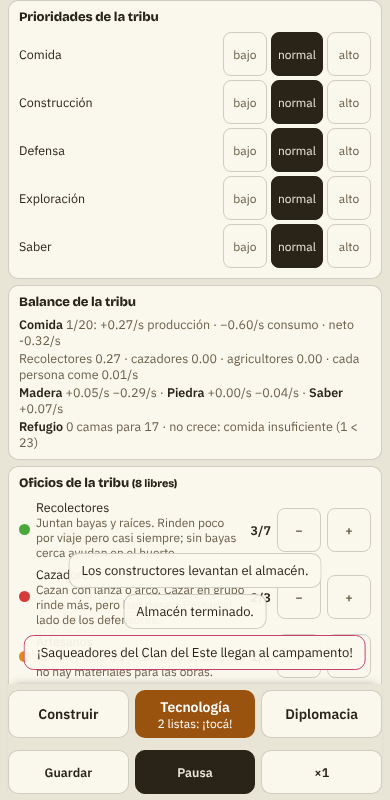 Prioridades de la tribu
Comida bajo normal alto
Construcción bajo normal alto
Defensa bajo normal alto
Exploración bajo normal alto
Saber bajo normal alto
Balance de la tribu
Comida 1/20: +0.27/s producción · −0.60/s consumo · neto
-0.32/s
Recolectores 0.27 · cazadores 0.00 · agricultores 0.00 · cada
persona come 0.01/s
Madera +0.05/s −0.29/s · Piedra +0.00/s −0.04/s · Saber
+0.07/s
Refugio 0 camas para 17 · no crece: comida insuficiente (1 <
23)
Oficios de la tribu (8 libres)
Recolectores
Juntan bayas y raíces. Rinden poco
por viaje pero casi siempre; sin bayas
cerca ayudan en el huerto.
3/7 − +
Los constructores levantan el almacén.
Cazan con lanza o arco. Cazar en grupo
rinde más, pero
lado de los
/3 − +
Almacén terminado.
¡Saqueadores del Clan del Este llegan al campamento!
no hay materiales para las obras.
Construir
Tecnología
2 listas: ¡tocá!
Diplomacia
Guardar
Pausa
×1